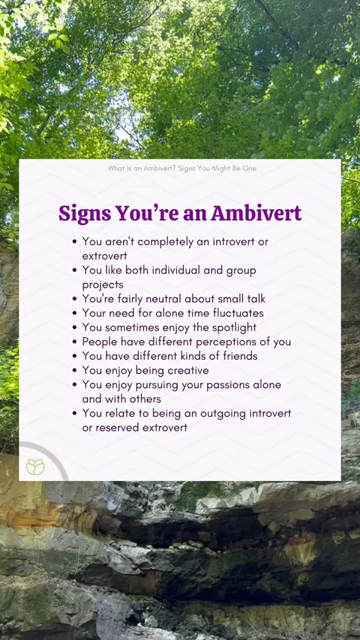 What is an Ambivert? Signs You Might Be One
Signs You're an Ambivert
• You aren't completely an introvert or
extrovert
• You like both individual and group
projects
• You're fairly neutral about small talk
• Your need for alone time fluctuates
• You sometimes enjoy the spotlight
• People have different perceptions of you
• You have different kinds of friends
• You enjoy being creative
• You enjoy pursuing your passions alone
and with others
• You relate to being an outgoing introvert
or reserved extrovert